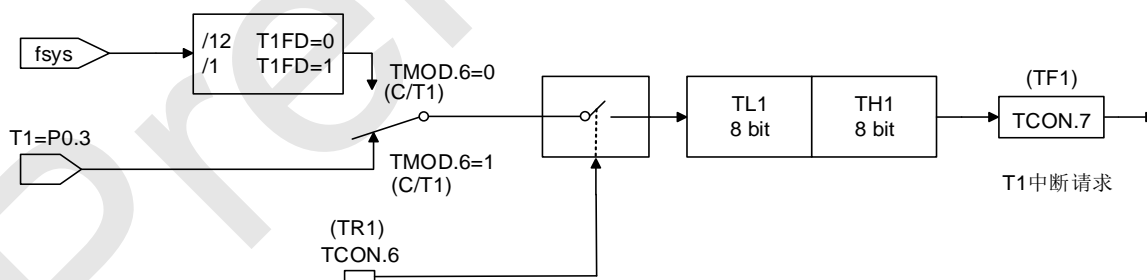 fsys
/12 T1FD=0
/1 T1FD=1
TMOD.6=0
(C/T1)
T1=P0.3
TMOD.6=1
(C/T1)
(TR1)
TCON.6
TL1
8 bit
TH1
8 bit
(TF1)
TCON.7
T1中断请求
Prel